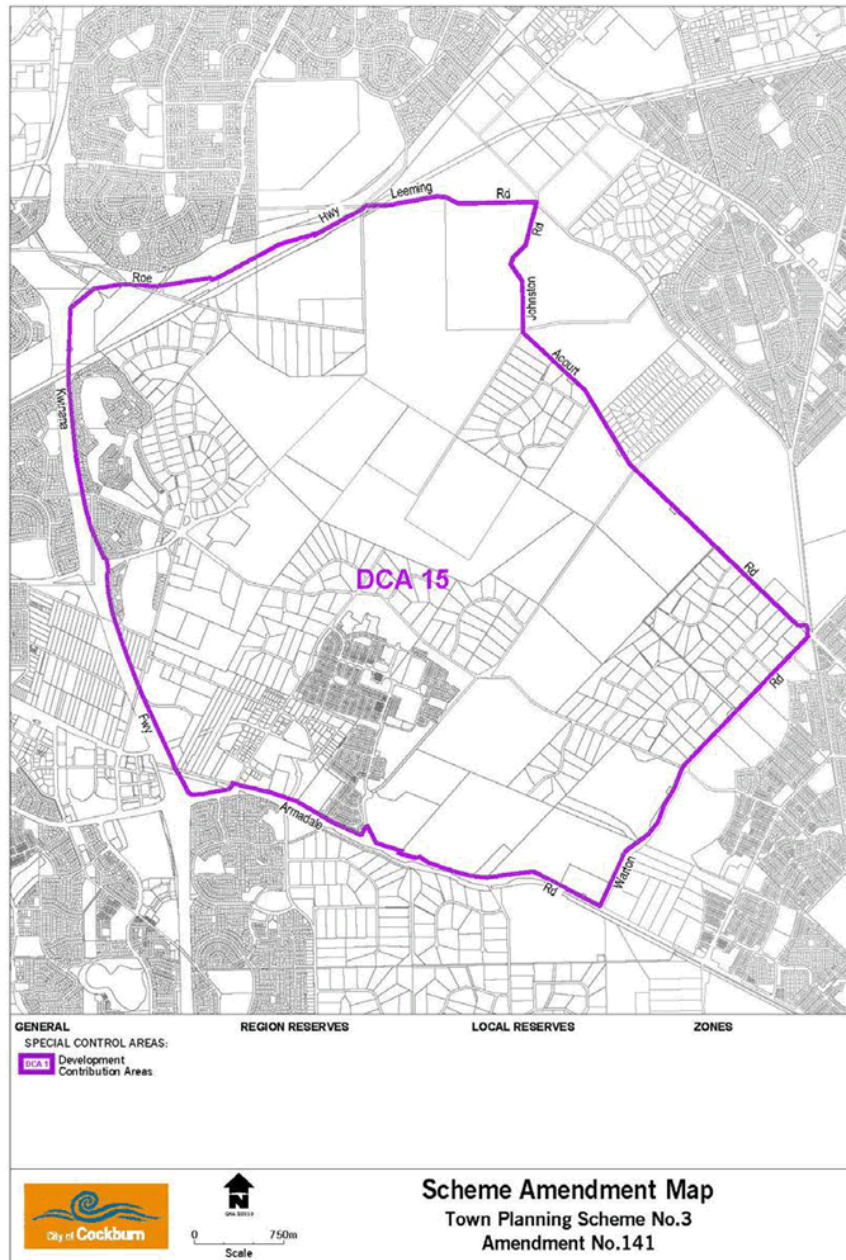 Leeming Rd
Hwy
Rd
Roe
Johnston
Acourt
Kwinana
DCA 15
Rd
Rd
Fwy
Armadale
Warton
Rd
GENERAL REGION RESERVES LOCAL RESERVES ZONES
SPECIAL CONTROL AREAS:
DCA 1 Development
Contribution Areas
City of Cockburn
N
0 750m
Scale
Scheme Amendment Map
Town Planning Scheme No.3
Amendment No.141